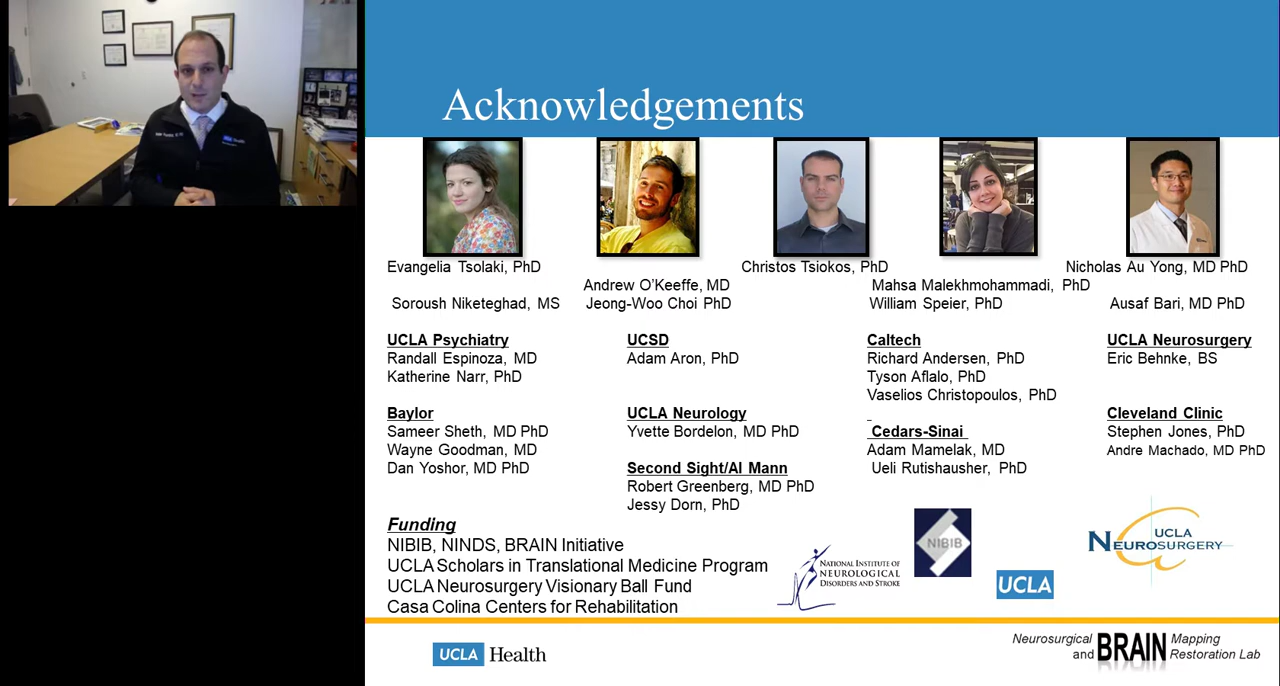 Acknowledgements
Evangelia Tsolaki, PhD
Christos Tsiokos, PhD
Nicholas Au Yong, MD PhD
Andrew O'Keeffe, MD
Mahsa Malekhmohammadi, PhD
Soroush Niketeghad, MS
Jeong-Woo Choi PhD
William Speier, PhD
Ausaf Bari, MD PhD
UCLA Psychiatry
Randall Espinoza, MD
Katherine Narr, PhD
UCSD
Adam Aron, PhD
Caltech
Richard Andersen, PhD
Tyson Aflalo, PhD
Vaselios Christopoulos, PhD
UCLA Neurosurgery
Eric Behnke, BS
Baylor
Sameer Sheth, MD PhD
Wayne Goodman, MD
Dan Yoshor, MD PhD
UCLA Neurology
Yvette Bordelon, MD PhD
Second Sight/Al Mann
Robert Greenberg, MD PhD
Jessy Dorn, PhD
Cedars-Sinai
Adam Mamelak, MD
Ueli Rutishausher, PhD
Cleveland Clinic
Stephen Jones, PhD
Andre Machado, MD PhD
Funding
NIBIB, NINDS, BRAIN Initiative
UCLA Scholars in Translational Medicine Program
UCLA Neurosurgery Visionary Ball Fund
Casa Colina Centers for Rehabilitation
NATIONAL INSTITUTE OF
NEUROLOGICAL
DISORDERS AND STROKE
NIBIB
UCLA
UCLA
NEUROSURGERY
UCLA Health
Neurosurgical
and BRAIN Mapping
Restoration Lab
UCLA Health